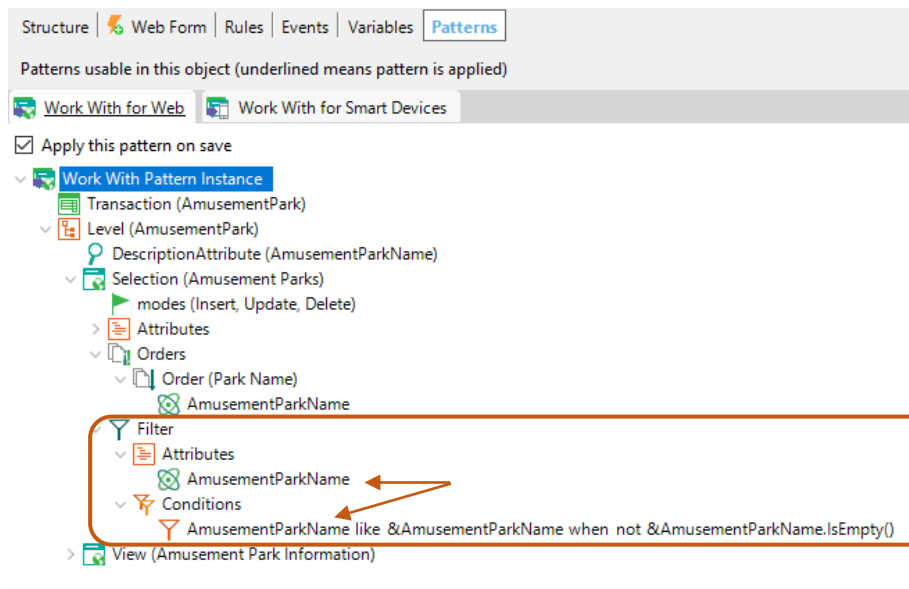 Structure Web Form Rules Events Variables Patterns
Patterns usable in this object (underlined means pattern is applied)
Work With for Web Work With for Smart Devices
Apply this pattern on save
Work With Pattern Instance
Transaction (AmusementPark)
Level (AmusementPark)
DescriptionAttribute (AmusementParkName)
Selection (Amusement Parks)
modes (Insert, Update, Delete)
Attributes
Orders
Order (Park Name)
AmusementParkName
Filter
Attributes
AmusementParkName
Conditions
AmusementParkName like &AmusementParkName when not &AmusementParkName.IsEmpty()
View (Amusement Park Information)